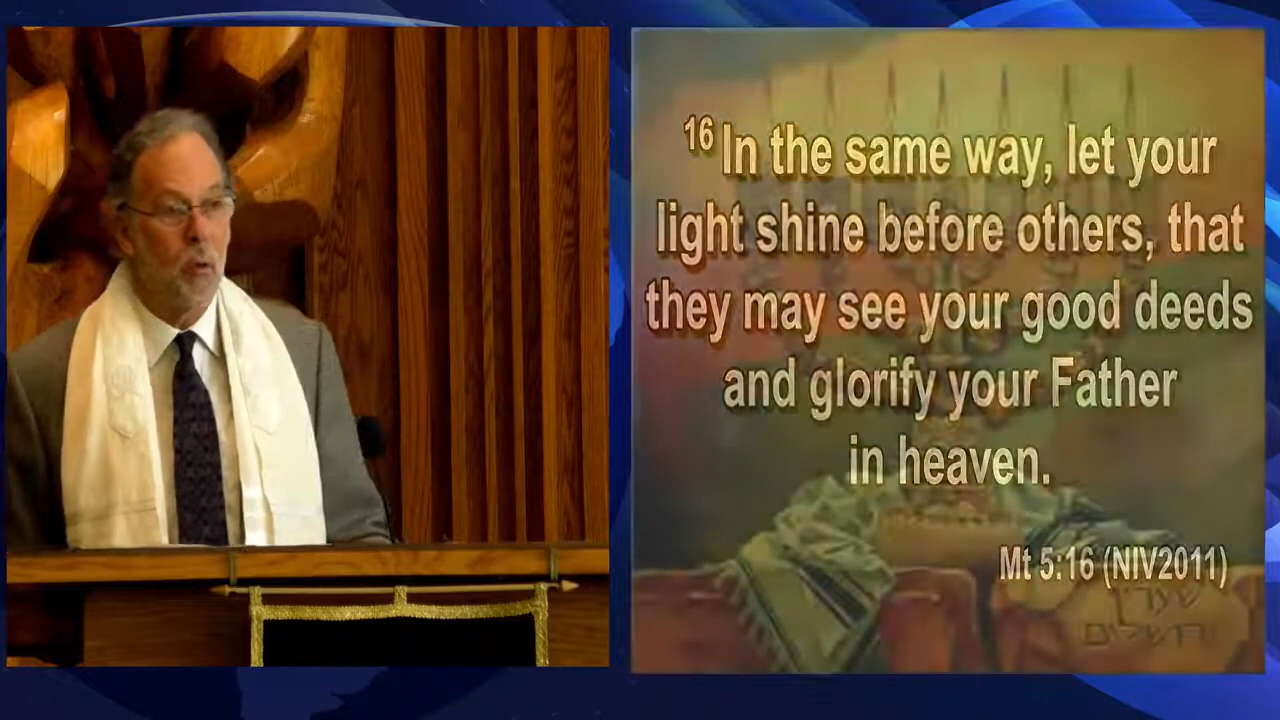 16 In the same way, let your
light shine before others, that
they may see your good deeds
and glorify your Father
in heaven.
Mt 5:16 (NIV2011)